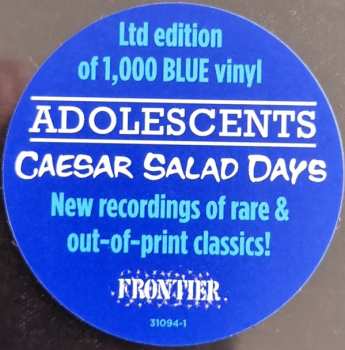 Ltd edition
of 1,000 BLUE vinyl
ADOLESCENTS
CAESAR SALAD DAYS
New recordings of rare &
out-of-print classics!
FRONTIER
31094-1